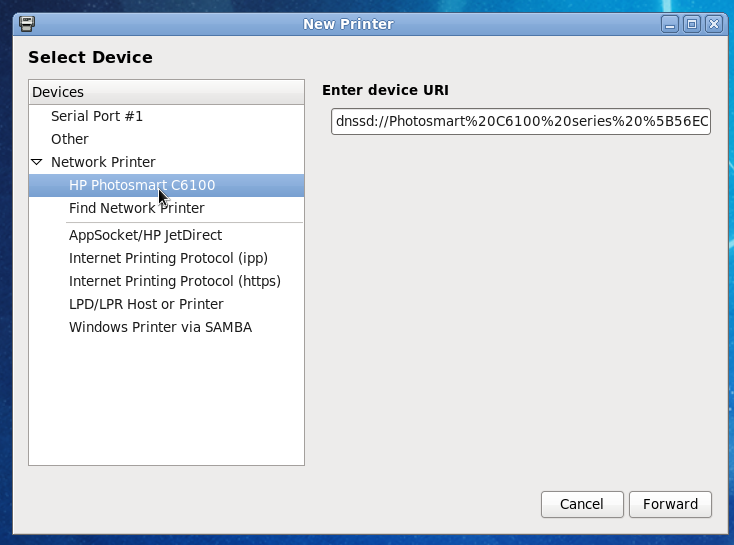 New Printer
Select Device
Devices
Serial Port #1
Other
Network Printer
HP Photosmart C6100
Find Network Printer
AppSocket/HP JetDirect
Internet Printing Protocol (ipp)
Internet Printing Protocol (https)
LPD/LPR Host or Printer
Windows Printer via SAMBA
Enter device URI
dnssd://Photosmart%20C6100%20series%20%5B56EC
Cancel
Forward